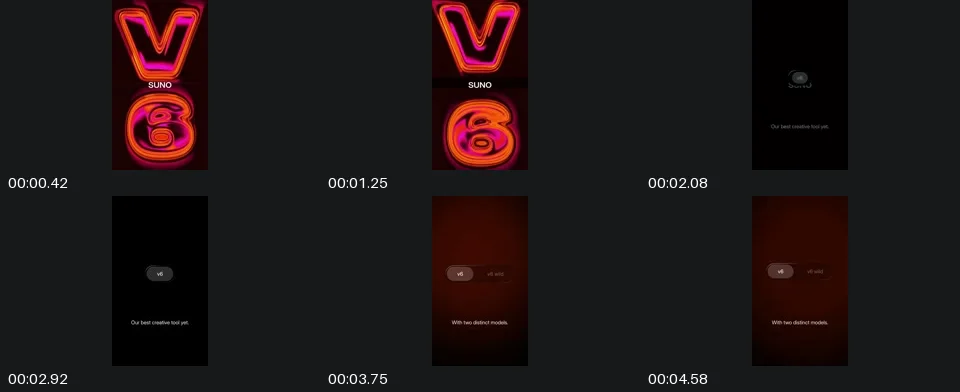 V
SUNO
6
00:00.42
V
SUNO
6
00:01.25
v6
SUNO
Our best creative tool yet.
00:02.08
v6
Our best creative tool yet.
00:02.92
v6 v6 wild
With two distinct models.
00:03.75
v6 v6 wild
With two distinct models.
00:04.58